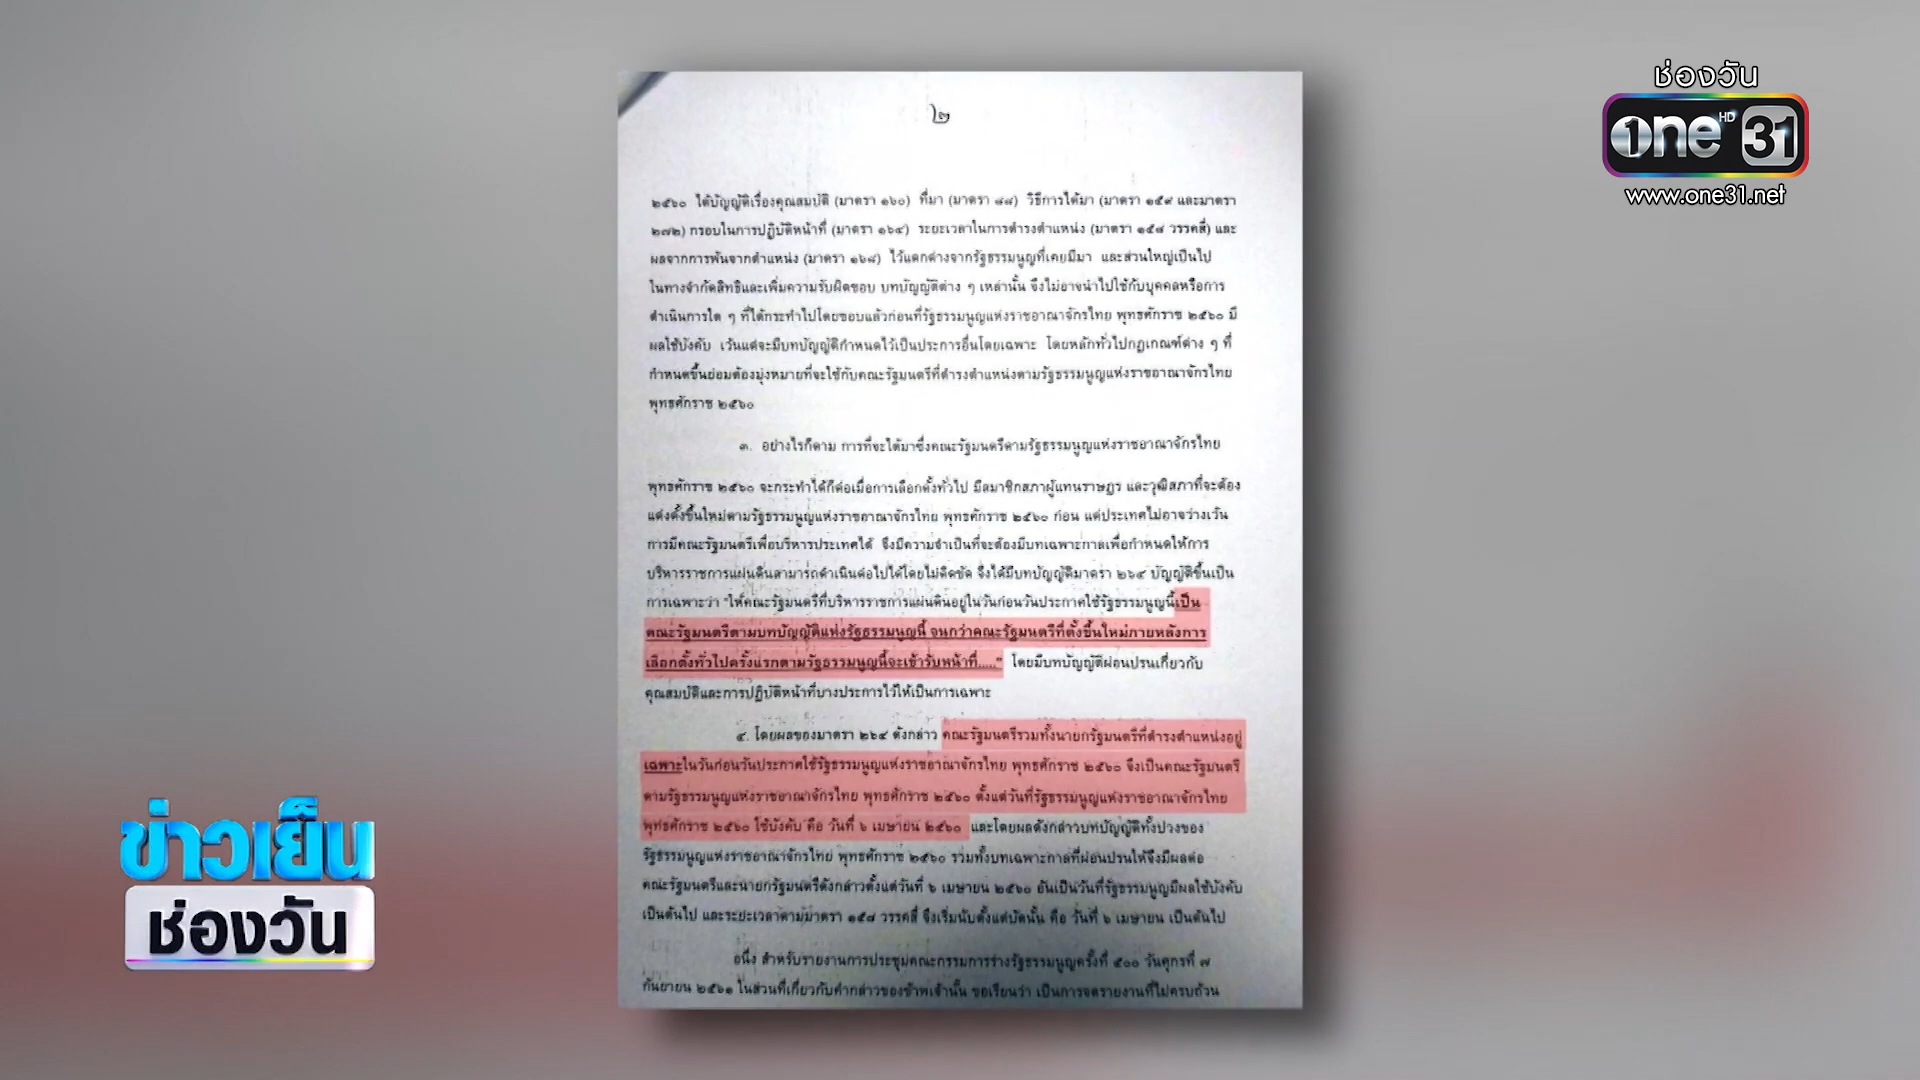 ช่องวัน
one HD 31
www.one31.net
๒
๒๕๖๐ ได้บัญญัติเรื่องคุณสมบัติ (มาตรา ๑๖๐) ที่มา (มาตรา ๘๘) วิธีการได้มา (มาตรา ๑๕๙ และมาตรา
๒๗๒) กรอบในการปฏิบัติหน้าที่ (มาตรา ๑๖๔) ระยะเวลาในการดำรงตำแหน่ง (มาตรา ๑๕๘ วรรคสี่) และ
ผลจากการพ้นจากตำแหน่ง (มาตรา ๑๖๘) ไว้แตกต่างจากรัฐธรรมนูญที่เคยมีมา และส่วนใหญ่เป็นไป
ในทางจำกัดสิทธิและเพิ่มความรับผิดชอบ บทบัญญัติต่าง ๆ เหล่านั้น จึงไม่อาจนำไปใช้กับบุคคลหรือการ
ดำเนินการใด ๆ ที่ได้กระทำไปโดยชอบแล้วก่อนที่รัฐธรรมนูญแห่งราชอาณาจักรไทย พุทธศักราช ๒๕๖๐ มี
ผลใช้บังคับ เว้นแต่จะมีบทบัญญัติกำหนดไว้เป็นประการอื่นโดยเฉพาะ โดยหลักทั่วไปกฎเกณฑ์ต่าง ๆ ที่
กำหนดขึ้นย่อมต้องมุ่งหมายที่จะใช้กับคณะรัฐมนตรีที่ดำรงตำแหน่งตามรัฐธรรมนูญแห่งราชอาณาจักรไทย
พุทธศักราช ๒๕๖๐
๓. อย่างไรก็ตาม การที่จะได้มาซึ่งคณะรัฐมนตรีตามรัฐธรรมนูญแห่งราชอาณาจักรไทย
พุทธศักราช ๒๕๖๐ จะกระทำได้ก็ต่อเมื่อการเลือกตั้งทั่วไป มีสมาชิกสภาผู้แทนราษฎร และวุฒิสภาที่จะต้อง
แต่งตั้งขึ้นใหม่ตามรัฐธรรมนูญแห่งราชอาณาจักรไทย พุทธศักราช ๒๕๖๐ ก่อน แต่ประเทศไม่อาจว่างเว้น
การมีคณะรัฐมนตรีเพื่อบริหารประเทศได้ จึงมีความจำเป็นที่จะต้องมีบทเฉพาะกาลเพื่อกำหนดให้การ
บริหารราชการแผ่นดินสามารถดำเนินต่อไปได้โดยไม่ติดขัด จึงได้มีบทบัญญัติมาตรา ๒๖๔ บัญญัติขึ้นเป็น
การเฉพาะว่า "ให้คณะรัฐมนตรีที่บริหารราชการแผ่นดินอยู่ในวันก่อนวันประกาศใช้รัฐธรรมนูญนี้เป็น
คณะรัฐมนตรีตามบทบัญญัติแห่งรัฐธรรมนูญนี้ จนกว่าคณะรัฐมนตรีที่ตั้งขึ้นใหม่ภายหลังการ
เลือกตั้งทั่วไปครั้งแรกตามรัฐธรรมนูญนี้จะเข้ารับหน้าที่....." โดยมีบทบัญญัติผ่อนปรนเกี่ยวกับ
คุณสมบัติและการปฏิบัติหน้าที่บางประการไว้ให้เป็นการเฉพาะ
๔. โดยผลของมาตรา ๒๖๔ ดังกล่าว คณะรัฐมนตรีรวมทั้งนายกรัฐมนตรีที่ดำรงตำแหน่งอยู่
เฉพาะในวันก่อนวันประกาศใช้รัฐธรรมนูญแห่งราชอาณาจักรไทย พุทธศักราช ๒๕๖๐ จึงเป็นคณะรัฐมนตรี
ตามรัฐธรรมนูญแห่งราชอาณาจักรไทย พุทธศักราช ๒๕๖๐ ตั้งแต่วันที่รัฐธรรมนูญแห่งราชอาณาจักรไทย
พุทธศักราช ๒๕๖๐ ใช้บังคับ คือ วันที่ ๖ เมษายน ๒๕๖๐ และโดยผลดังกล่าวบทบัญญัติทั้งปวงของ
รัฐธรรมนูญแห่งราชอาณาจักรไทย พุทธศักราช ๒๕๖๐ รวมทั้งบทเฉพาะกาลที่ผ่อนปรนให้จึงมีผลต่อ
คณะรัฐมนตรีและนายกรัฐมนตรีดังกล่าวตั้งแต่วันที่ ๖ เมษายน ๒๕๖๐ อันเป็นวันที่รัฐธรรมนูญมีผลใช้บังคับ
เป็นต้นไป และระยะเวลาตามมาตรา ๑๕๘ วรรคสี่ จึงเริ่มนับตั้งแต่บัดนั้น คือ วันที่ ๖ เมษายน เป็นต้นไป
อนึ่ง สำหรับรายงานการประชุมคณะกรรมการร่างรัฐธรรมนูญครั้งที่ ๕๐๐ วันศุกร์ที่ ๗
กันยายน ๒๕๖๑ ในส่วนที่เกี่ยวกับคำกล่าวของข้าพเจ้านั้น ขอเรียนว่า เป็นการจดรายงานที่ไม่ครบถ้วน
ข่าวเย็น
ช่องวัน